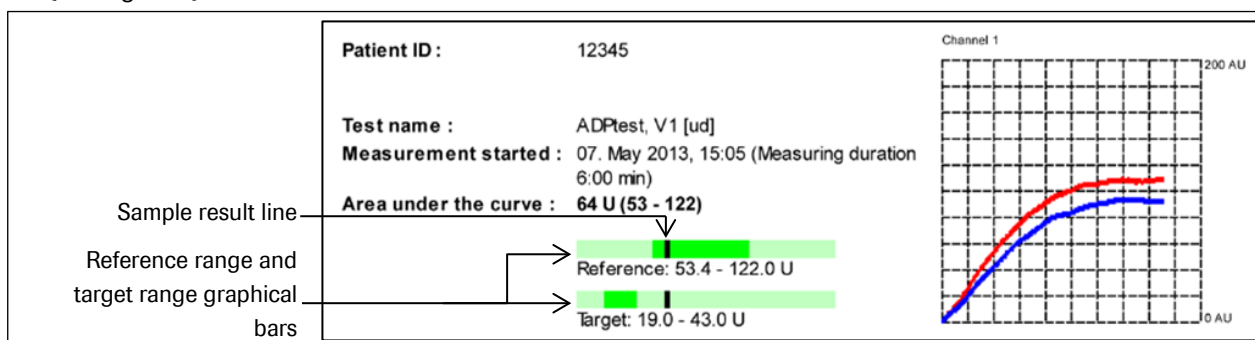 Patient ID : 12345
Test name : ADPtest, V1 [ud]
Measurement started : 07. May 2013, 15:05 (Measuring duration
6:00 min)
Area under the curve : 64 U (53 - 122)
Sample result line
Reference range and
target range graphical
bars
Reference: 53.4 - 122.0 U
Target: 19.0 - 43.0 U
Channel 1
200 AU
0 AU